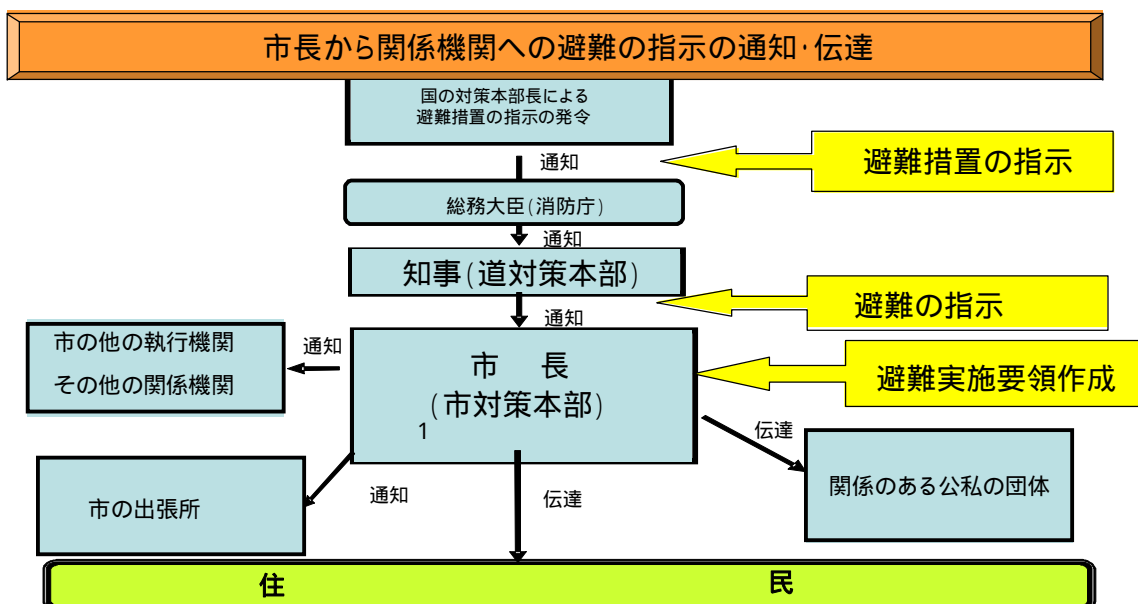 市長から関係機関への避難の指示の通知･伝達
国の対策本部長による
避難措置の指示の発令
通知
避難措置の指示
総務大臣(消防庁)
通知
知事(道対策本部)
避難の指示
通知
市の他の執行機関
その他の関係機関
通知
市 長
(市対策本部)
1
避難実施要領作成
伝達
関係のある公私の団体
市の出張所
通知
伝達
住 民